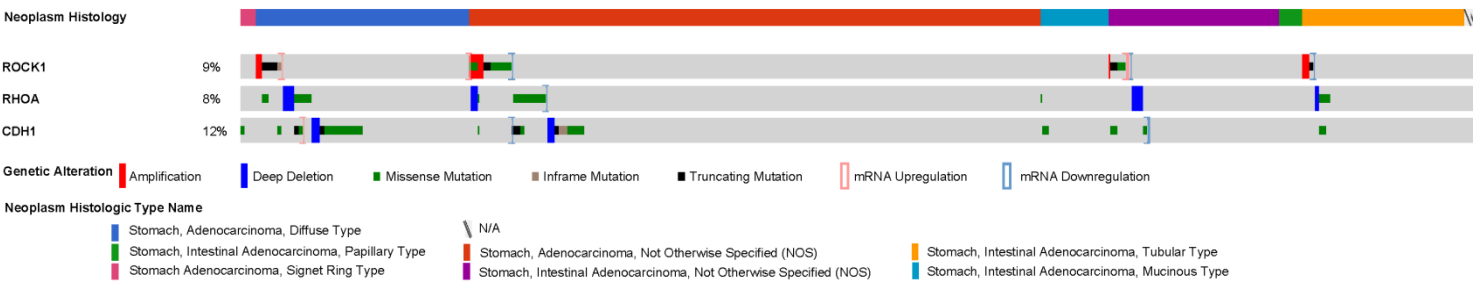 Neoplasm Histology
ROCK1 9%
RHOA 8%
CDH1 12%
Genetic Alteration Amplification Deep Deletion Missense Mutation Inframe Mutation Truncating Mutation mRNA Upregulation mRNA Downregulation
Neoplasm Histologic Type Name
Stomach, Adenocarcinoma, Diffuse Type N/A
Stomach, Intestinal Adenocarcinoma, Papillary Type Stomach, Adenocarcinoma, Not Otherwise Specified (NOS) Stomach, Intestinal Adenocarcinoma, Tubular Type
Stomach Adenocarcinoma, Signet Ring Type Stomach, Intestinal Adenocarcinoma, Not Otherwise Specified (NOS) Stomach, Intestinal Adenocarcinoma, Mucinous Type